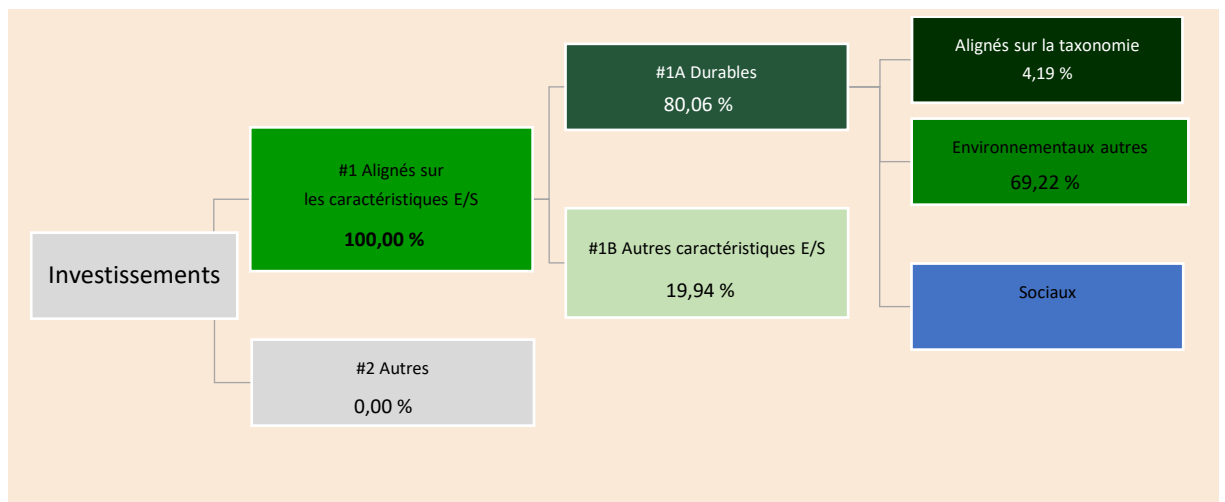 Investissements
#1 Alignés sur
les caractéristiques E/S
100,00 %
#2 Autres
0,00 %
#1A Durables
80,06 %
#1B Autres caractéristiques E/S
19,94 %
Alignés sur la taxonomie
4,19 %
Environnementaux autres
69,22 %
Sociaux